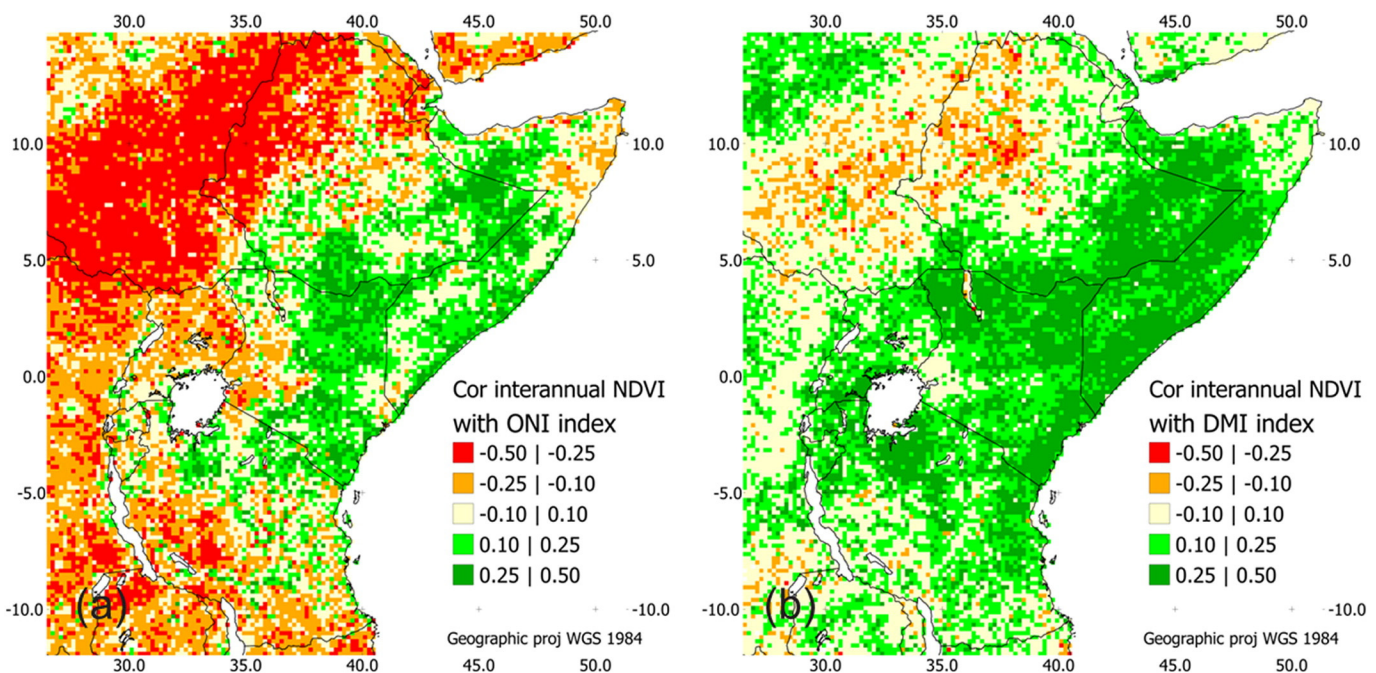 30.0 35.0 40.0 45.0 50.0
10.0
5.0
0.0
-5.0
-10.0
Cor interannual NDVI
with ONI index
-0.50 | -0.25
-0.25 | -0.10
-0.10 | 0.10
0.10 | 0.25
0.25 | 0.50
(a)
Geographic proj WGS 1984
30.0 35.0 40.0 45.0 50.0
30.0 35.0 40.0 45.0 50.0
10.0 10.0
5.0 5.0
0.0
-5.0
-10.0 -10.0
Cor interannual NDVI
with DMI index
-0.50 | -0.25
-0.25 | -0.10
-0.10 | 0.10
0.10 | 0.25
0.25 | 0.50
(b)
Geographic proj WGS 1984
30.0 35.0 40.0 45.0 50.0